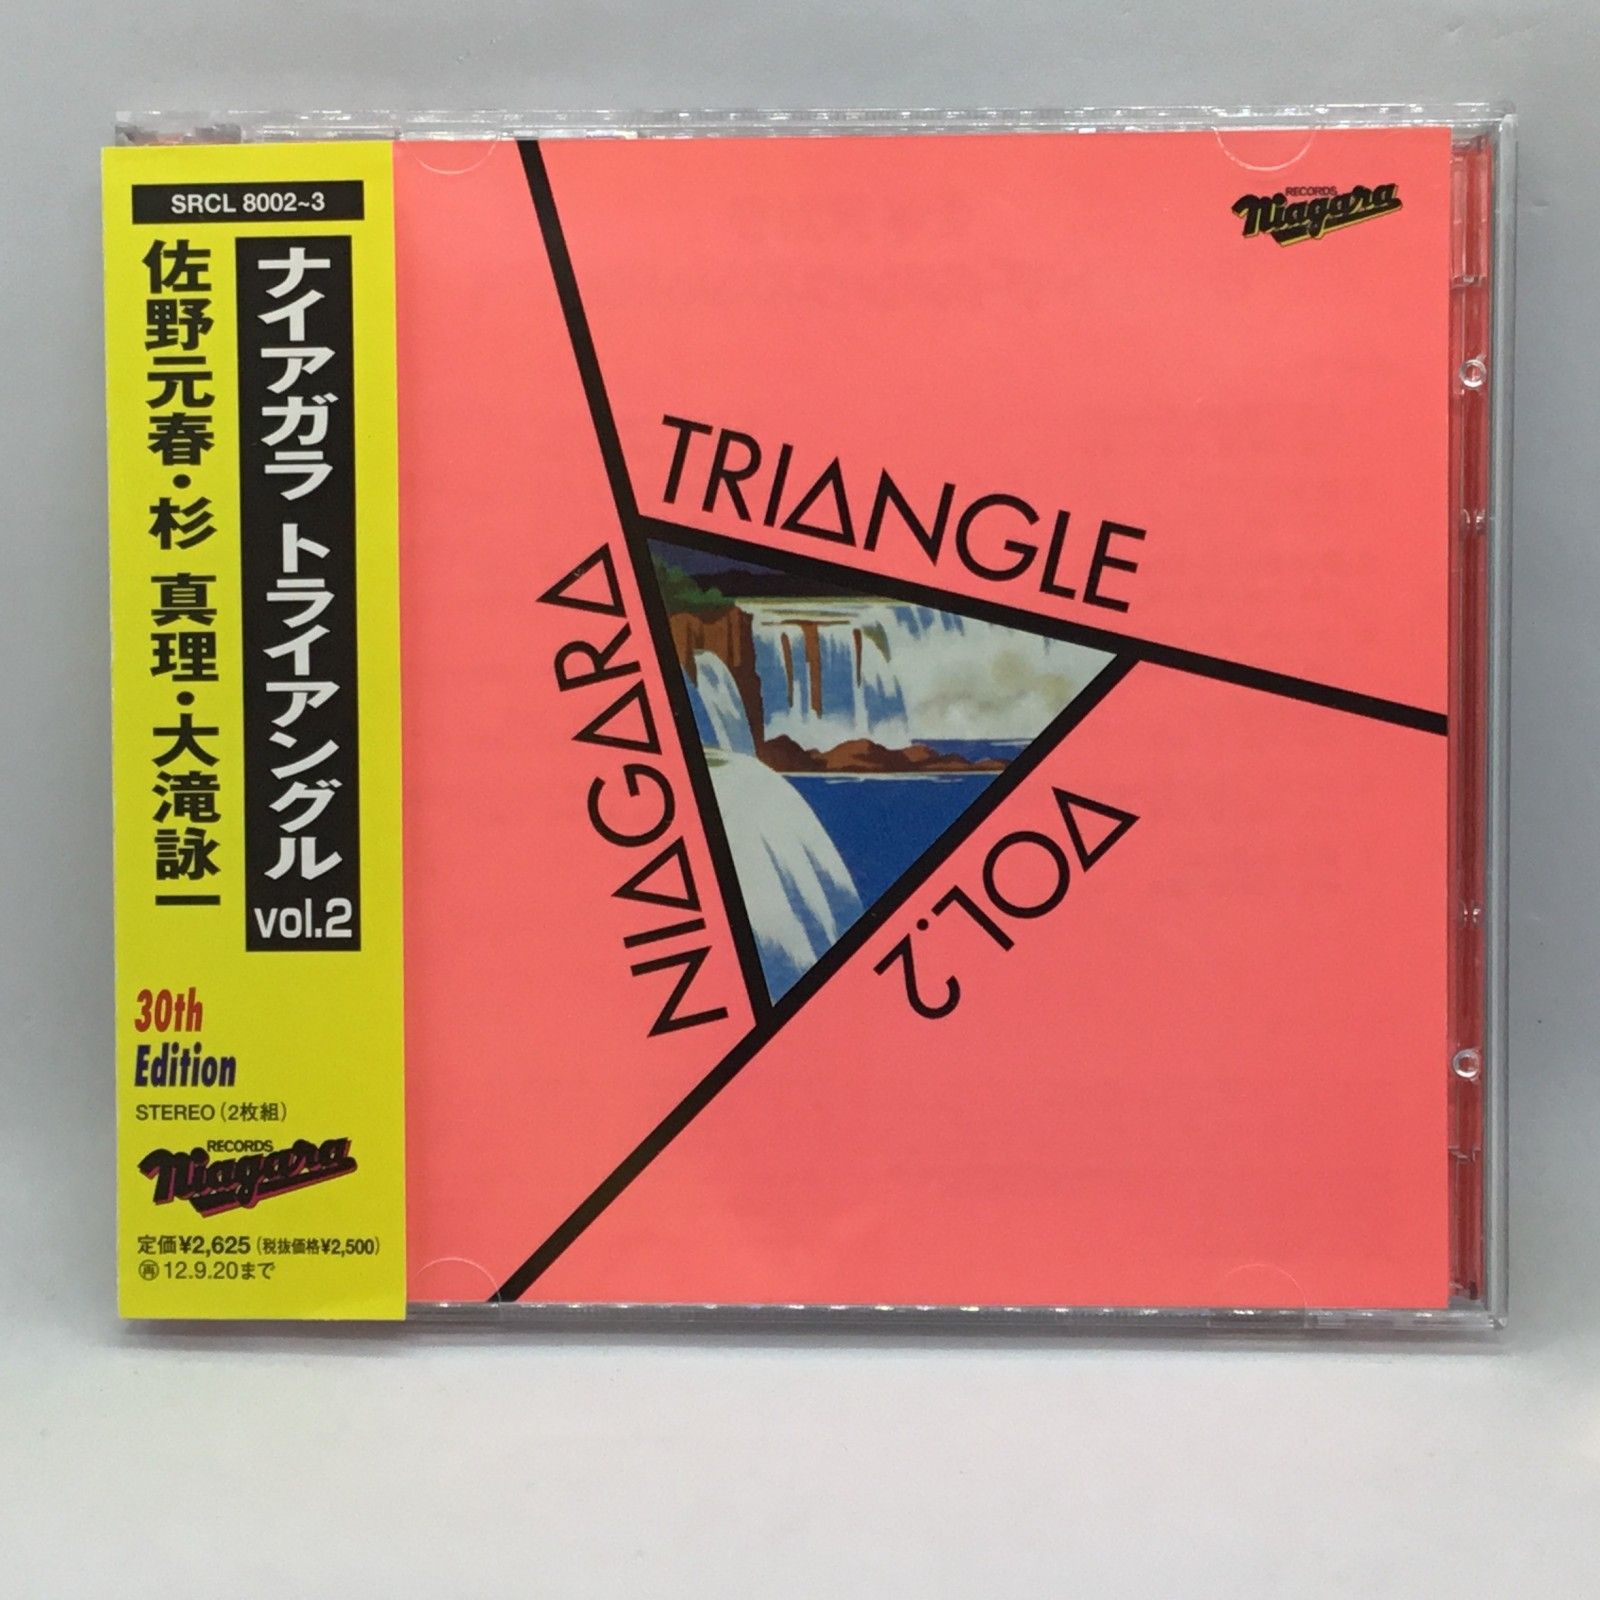 SRCL 8002~3
ナイアガラ トライアングル vol.2
佐野元春・杉 真理・大滝詠一
30th
Edition
STEREO (2枚組)
RECORDS
Niagara
定価¥2,625 (税抜価格¥2,500)
㊢12.9.20まで
RECORDS
Niagara
NIAGARA
TRIANGLE
VOL.2